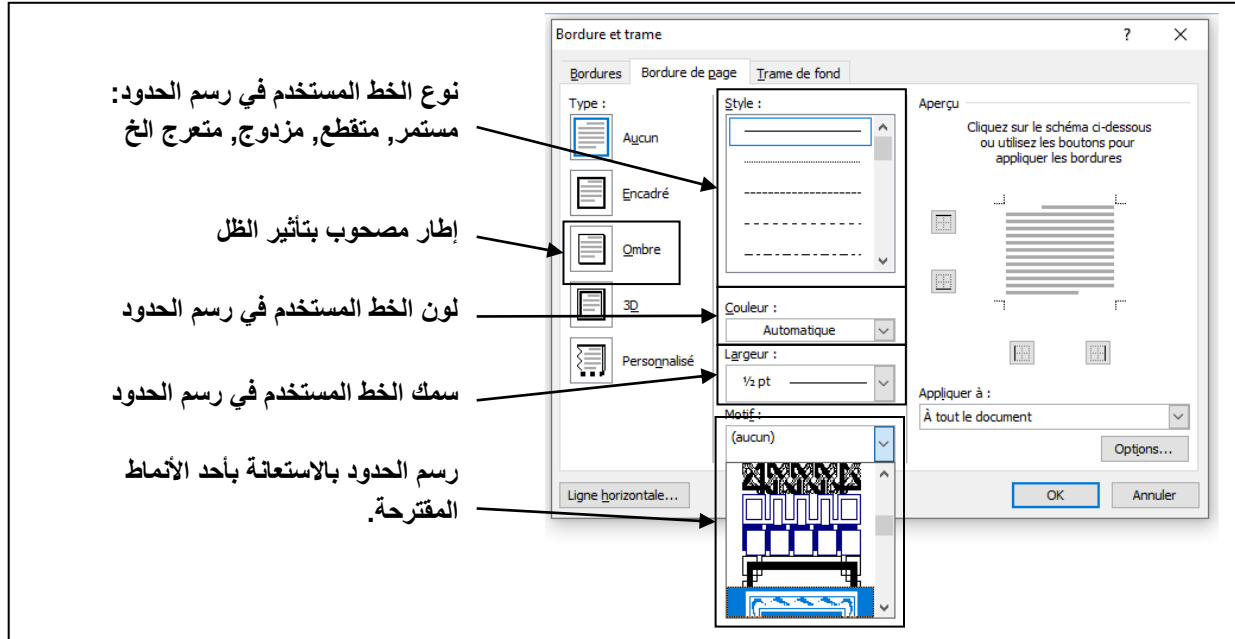 Bordure et trame
?
Bordures Bordure de page Trame de fond
Type :
Aucun
Encadré
Ombre
3D
Personnalisé
Style :
Couleur :
Automatique
Largeur :
½ pt
Motif :
(aucun)
Aperçu
Cliquez sur le schéma ci-dessous
ou utilisez les boutons pour
appliquer les bordures
Appliquer à :
À tout le document
Options...
Ligne horizontale...
OK Annuler
نوع الخط المستخدم في رسم الحدود:
مستمر, متقطع, مزدوج, متعرج الخ
إطار مصحوب بتأثير الظل
لون الخط المستخدم في رسم الحدود
سمك الخط المستخدم في رسم الحدود
رسم الحدود بالاستعانة بأحد الأنماط
المقترحة.